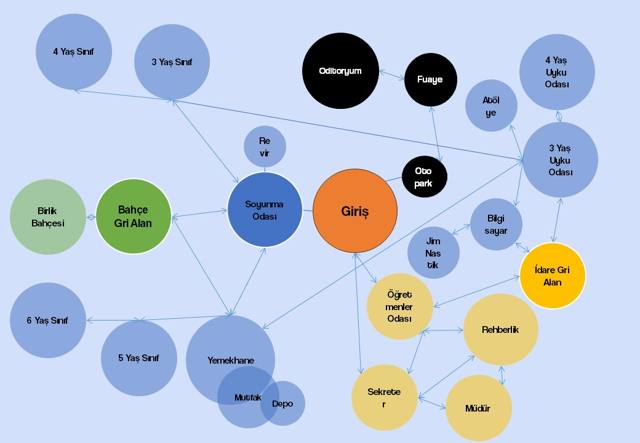 4 Yaş Sınıf
3 Yaş Sınıf
Oditoryum
Fuaye
4 Yaş
Uyku
Odası
Atöl
ye
Re
vir
3 Yaş
Uyku
Odası
Oto
park
Birlik
Bahçesi
Bahçe
Gri Alan
Soyunma
Odası
Giriş
Bilgi
sayar
Jim
Nas
tik
İdare Gri
Alan
Öğret
menler
Odası
6 Yaş Sınıf
5 Yaş Sınıf
Yemekhane
Rehberlik
Mutfak
Depo
Sekrete
r
Müdür